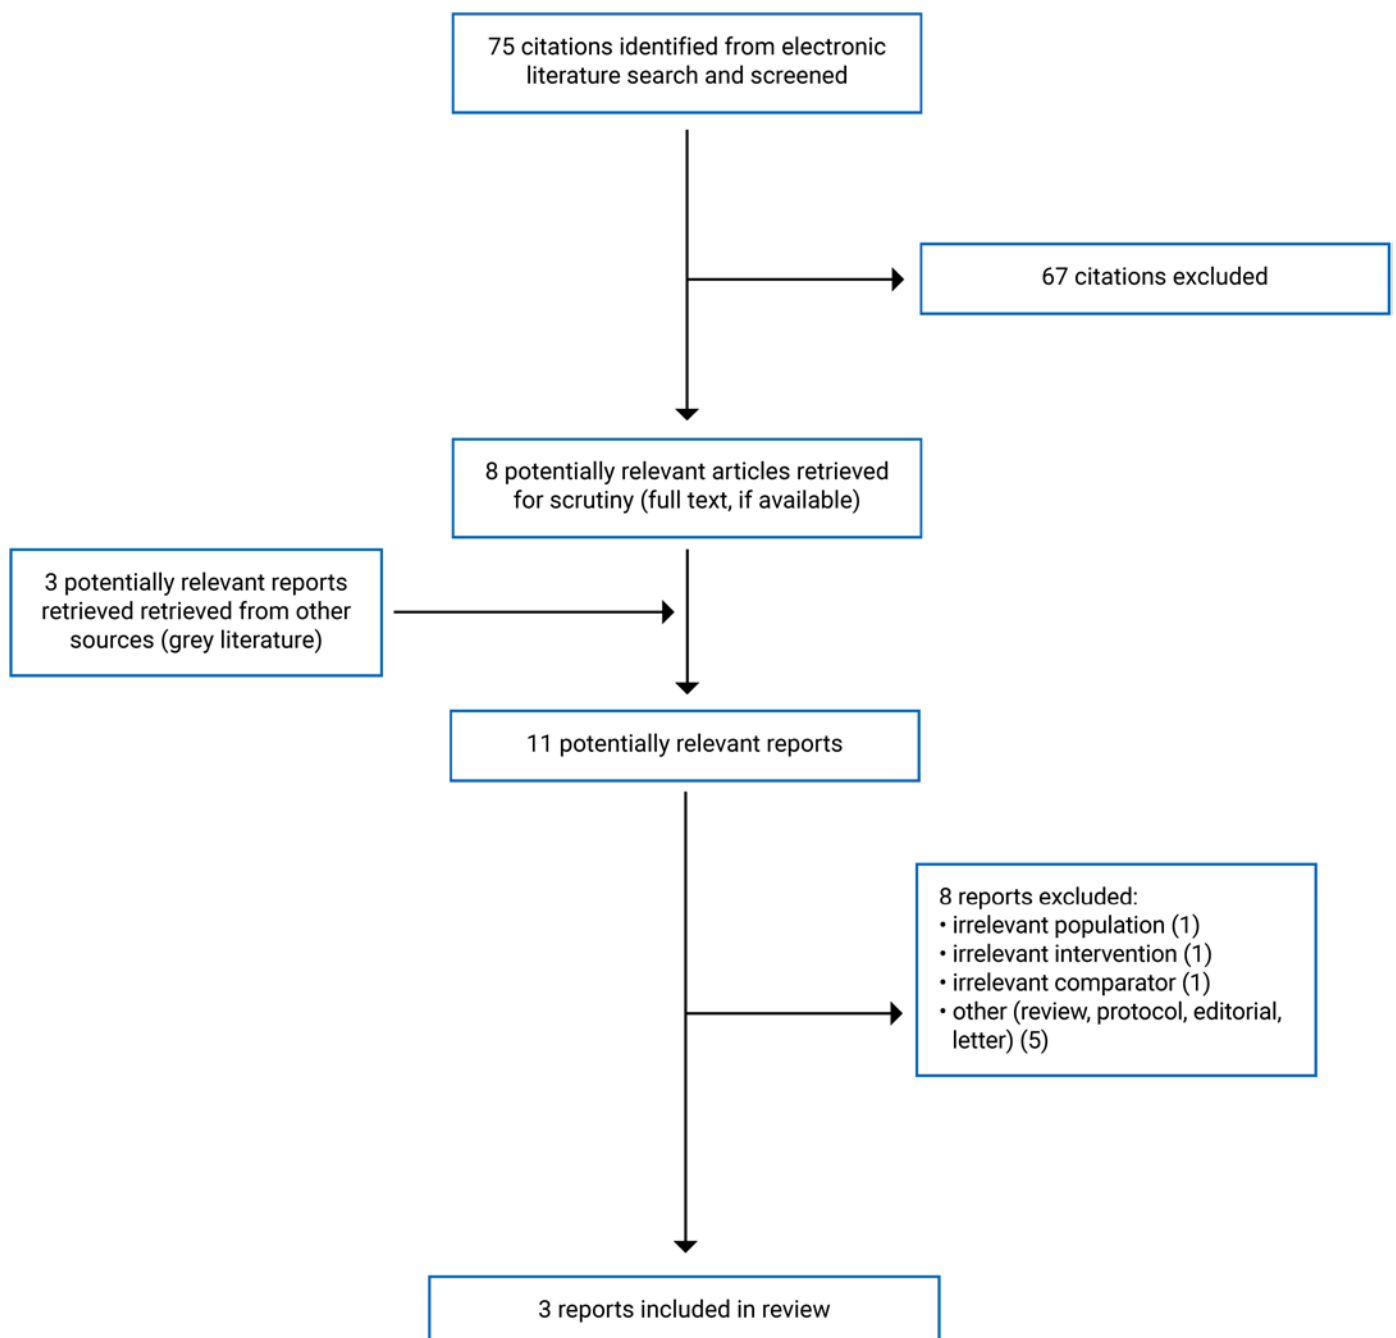 75 citations identified from electronic
literature search and screened
67 citations excluded
8 potentially relevant articles retrieved
for scrutiny (full text, if available)
3 potentially relevant reports
retrieved retrieved from other
sources (grey literature)
11 potentially relevant reports
8 reports excluded:
• irrelevant population (1)
• irrelevant intervention (1)
• irrelevant comparator (1)
• other (review, protocol, editorial,
letter) (5)
3 reports included in review